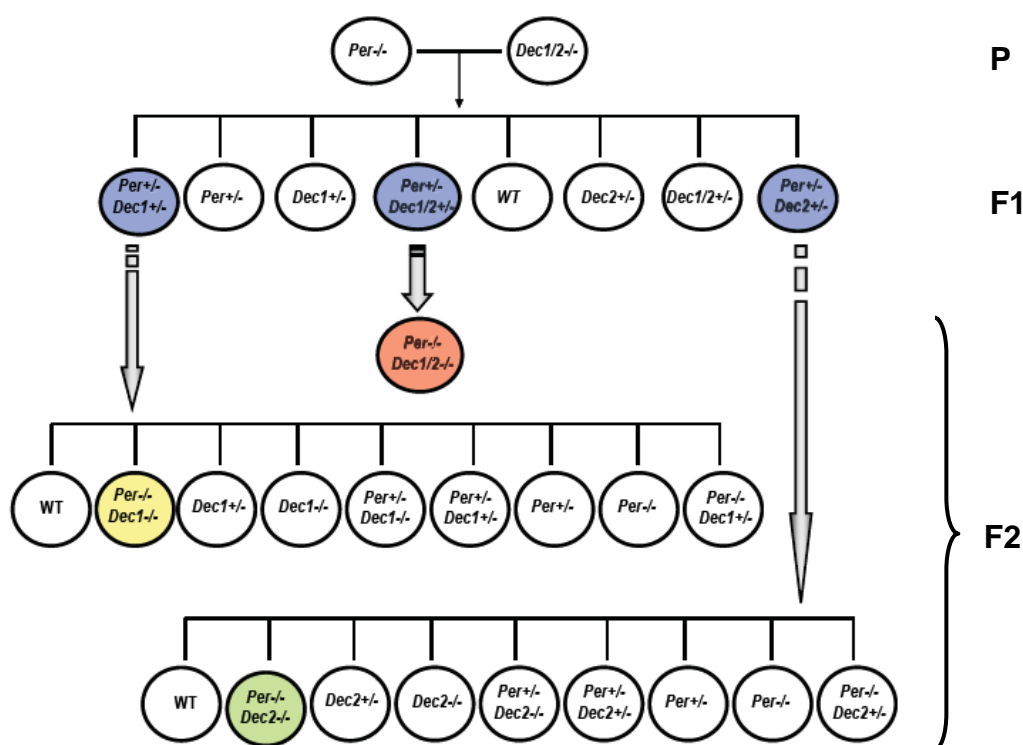 Per-/-
Dec1/2-/-
P
Per+/-
Dec1+/-
Per+/-
Dec1+/-
Per+/-
Dec1/2+/-
WT
Dec2+/-
Dec1/2+/-
Per+/-
Dec2+/-
F1
Per-/-
Dec1/2-/-
WT
Per-/-
Dec1-/-
Dec1+/-
Dec1-/-
Per+/-
Dec1-/-
Per+/-
Dec1+/-
Per+/-
Per-/-
Per-/-
Dec1+/-
F2
WT
Per-/-
Dec2-/-
Dec2+/-
Dec2-/-
Per+/-
Dec2-/-
Per+/-
Dec2+/-
Per+/-
Per-/-
Per-/-
Dec2+/-